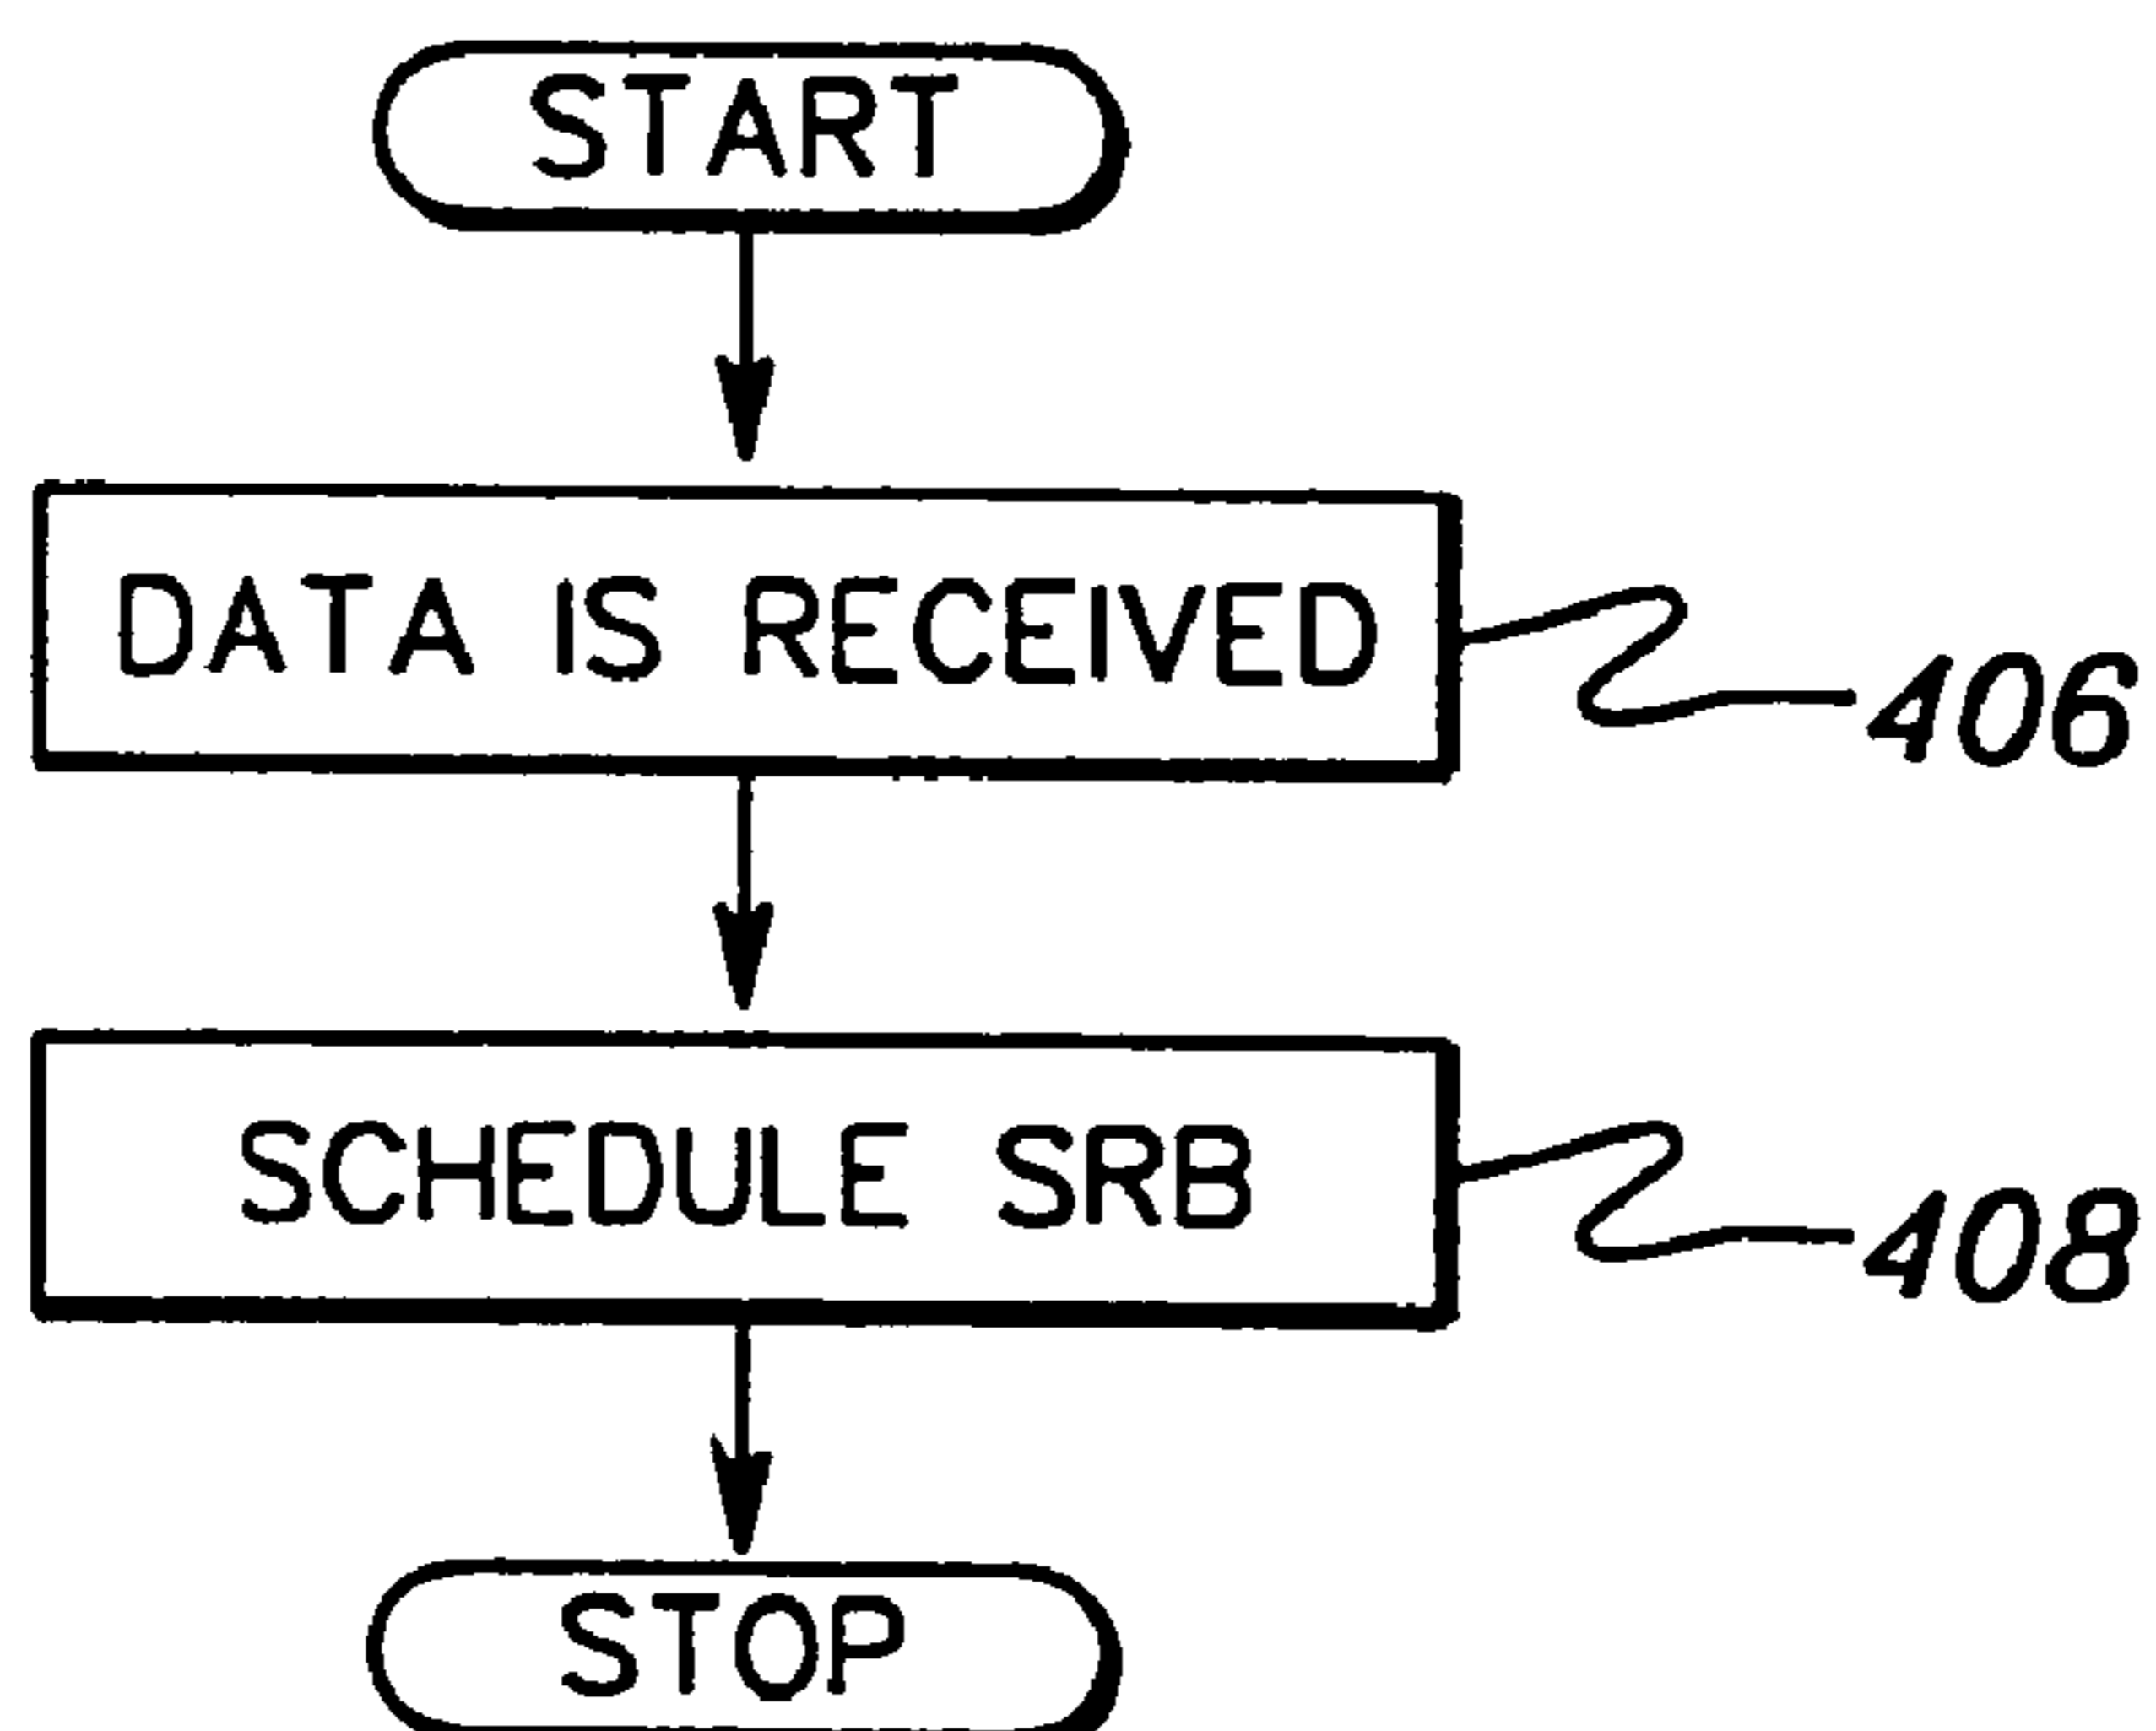 START
DATA IS RECEIVED
406
SCHEDULE SRB
408
STOP